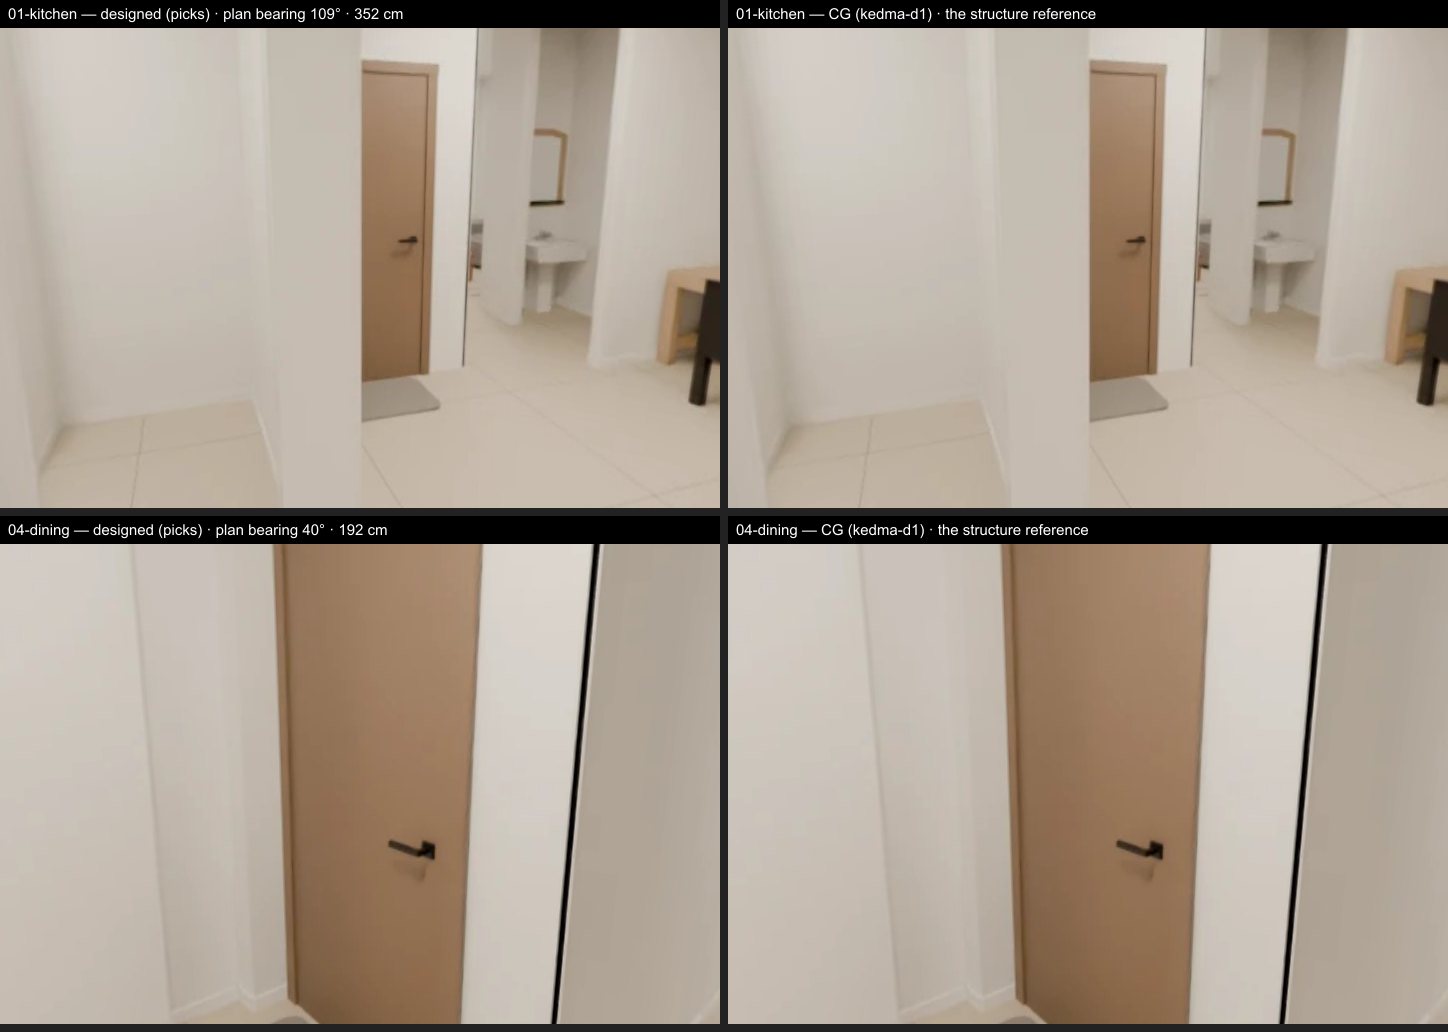 01-kitchen — designed (picks) · plan bearing 109° · 352 cm
01-kitchen — CG (kedma-d1) · the structure reference
04-dining — designed (picks) · plan bearing 40° · 192 cm
04-dining — CG (kedma-d1) · the structure reference